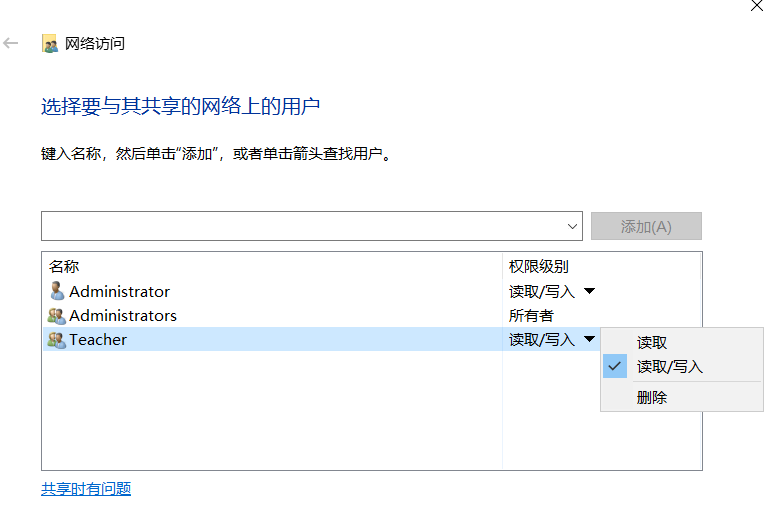 网络访问
选择要与其共享的网络上的用户
键入名称，然后单击“添加”，或者单击箭头查找用户。
添加(A)
名称 权限级别
Administrator 读取/写入
Administrators 所有者
Teacher 读取/写入
读取
读取/写入
删除
共享时有问题